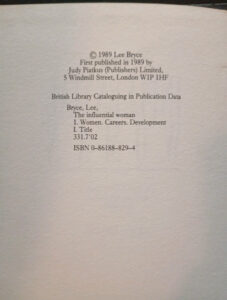 © 1989 Lee Bryce
First published in 1989 by
Judy Piatkus (Publishers) Limited,
5 Windmill Street, London W1P 1HF
British Library Cataloguing in Publication Data
Bryce, Lee,
The influential woman
1. Women. Careers. Development
I. Title
331.7'02
ISBN 0-86188-829-4